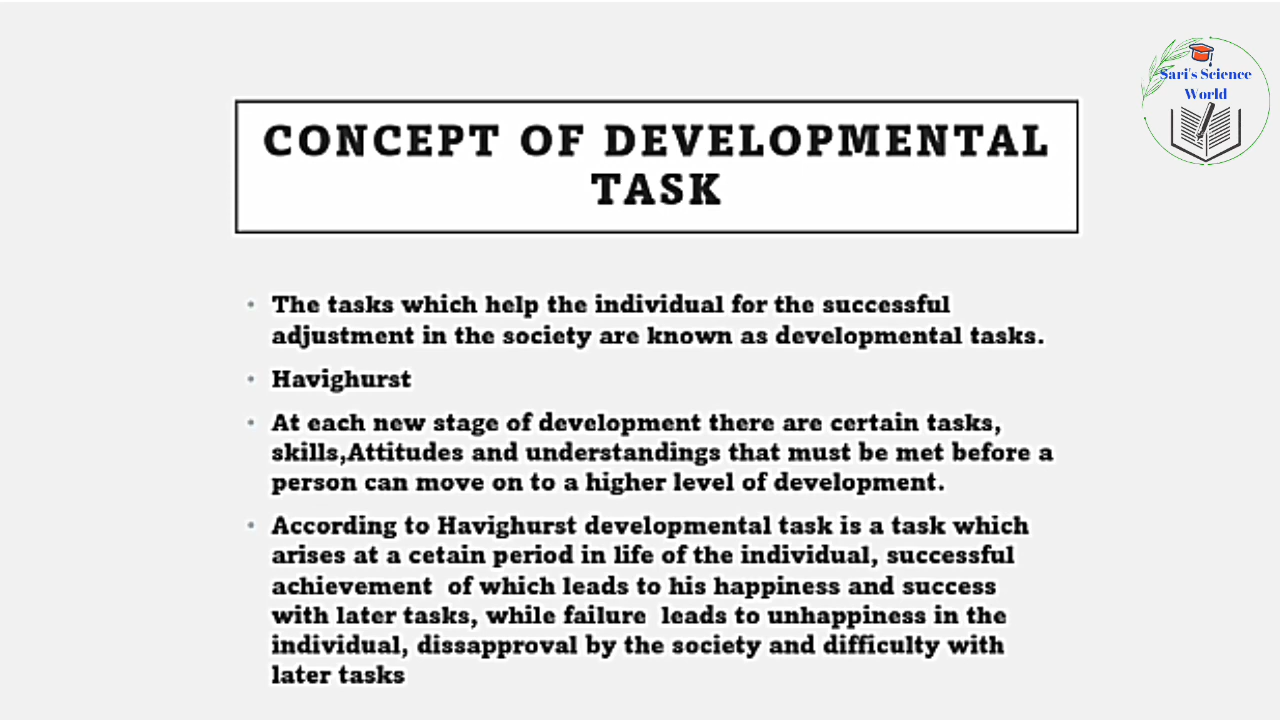 Sari's Science
World
CONCEPT OF DEVELOPMENTAL
TASK
• The tasks which help the individual for the successful
adjustment in the society are known as developmental tasks.
• Havighurst
• At each new stage of development there are certain tasks,
skills,Attitudes and understandings that must be met before a
person can move on to a higher level of development.
• According to Havighurst developmental task is a task which
arises at a cetain period in life of the individual, successful
achievement of which leads to his happiness and success
with later tasks, while failure leads to unhappiness in the
individual, dissapproval by the society and difficulty with
later tasks